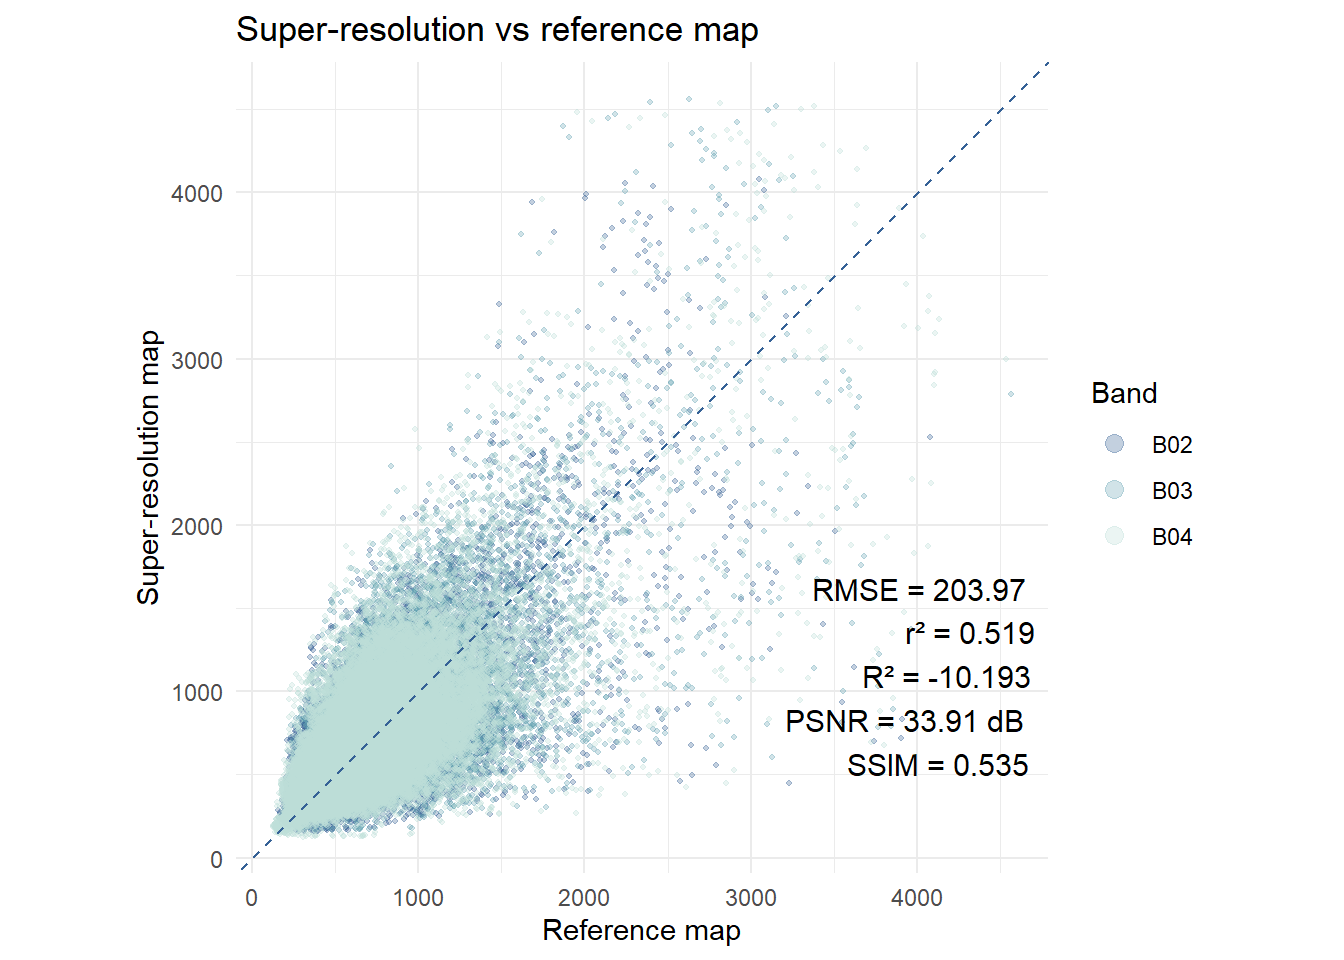 Super-resolution vs reference map
Super-resolution map
4000
3000
2000
1000
0
0
1000
2000
3000
4000
Reference map
RMSE = 203.97
r² = 0.519
R² = -10.193
PSNR = 33.91 dB
SSIM = 0.535
Band
B02
B03
B04